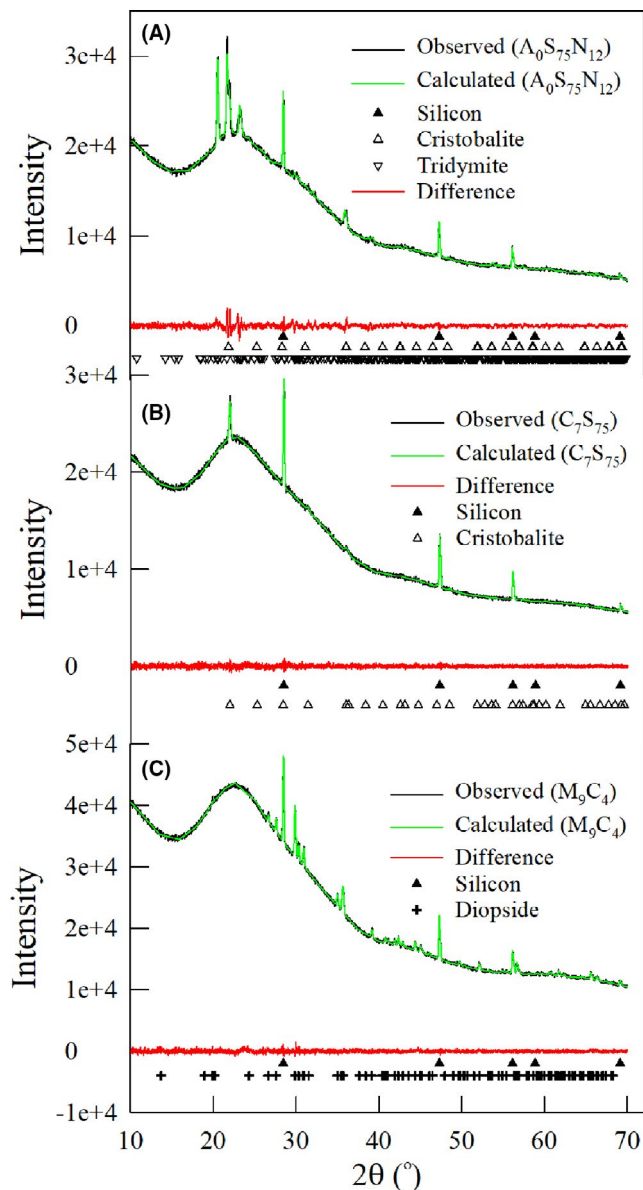 (A)
Observed (A₀S₇₅N₁₂)
Calculated (A₀S₇₅N₁₂)
Silicon
Cristobalite
Tridymite
Difference
3e+4
2e+4
1e+4
0
Intensity
(B)
Observed (C₇S₇₅)
Calculated (C₇S₇₅)
Difference
Silicon
Cristobalite
3e+4
2e+4
1e+4
0
Intensity
(C)
Observed (M₉C₄)
Calculated (M₉C₄)
Difference
Silicon
Diopside
5e+4
4e+4
3e+4
2e+4
1e+4
0
-1e+4
Intensity
10 20 30 40 50 60 70
2θ (°)